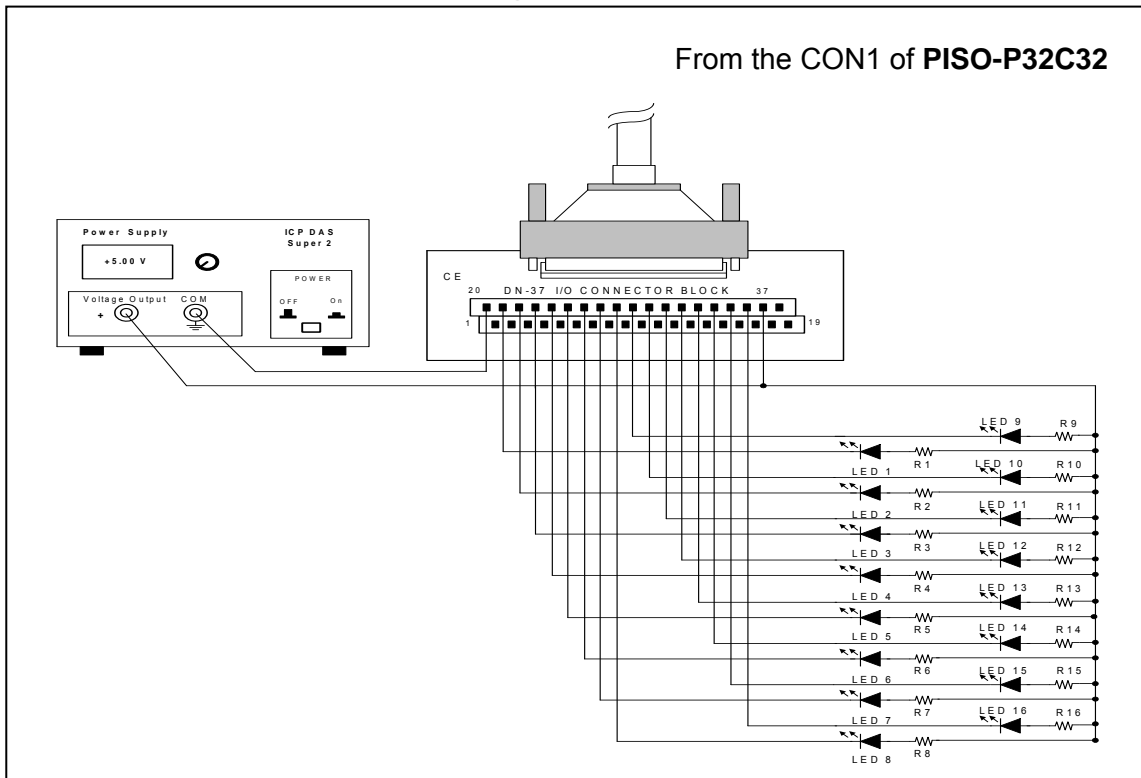 From the CON1 of PISO-P32C32
Power Supply
ICP DAS
Super 2
+5.00 V
POWER
OFF
On
Voltage Output
COM
+
CE
20
DN-37 I/O CONNECTOR BLOCK
37
1
19
LED 9
R9
R1
LED 1
LED 10
R10
R2
LED 2
LED 11
R11
R3
LED 3
LED 12
R12
R4
LED 4
LED 13
R13
R5
LED 5
LED 14
R14
R6
LED 6
LED 15
R15
R7
LED 7
LED 16
R16
R8
LED 8